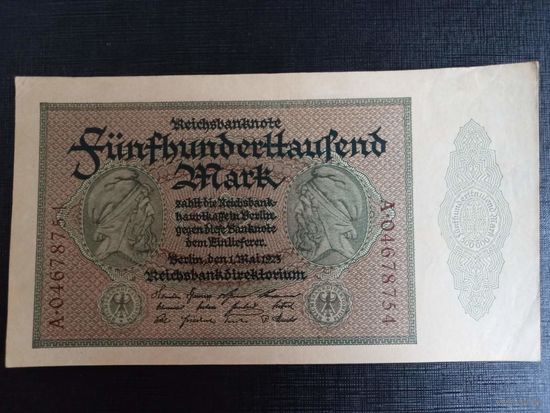 Reichsbanknote
Fünfhunderttausend
Mark
zahlt die Reichsbank-
hauptkasse in Berlin
gegen diese Banknote
dem Einlieferer.
Berlin, den 1. Mai 1923
Reichsbankdirektorium
A·04678754
A·04678754
500000